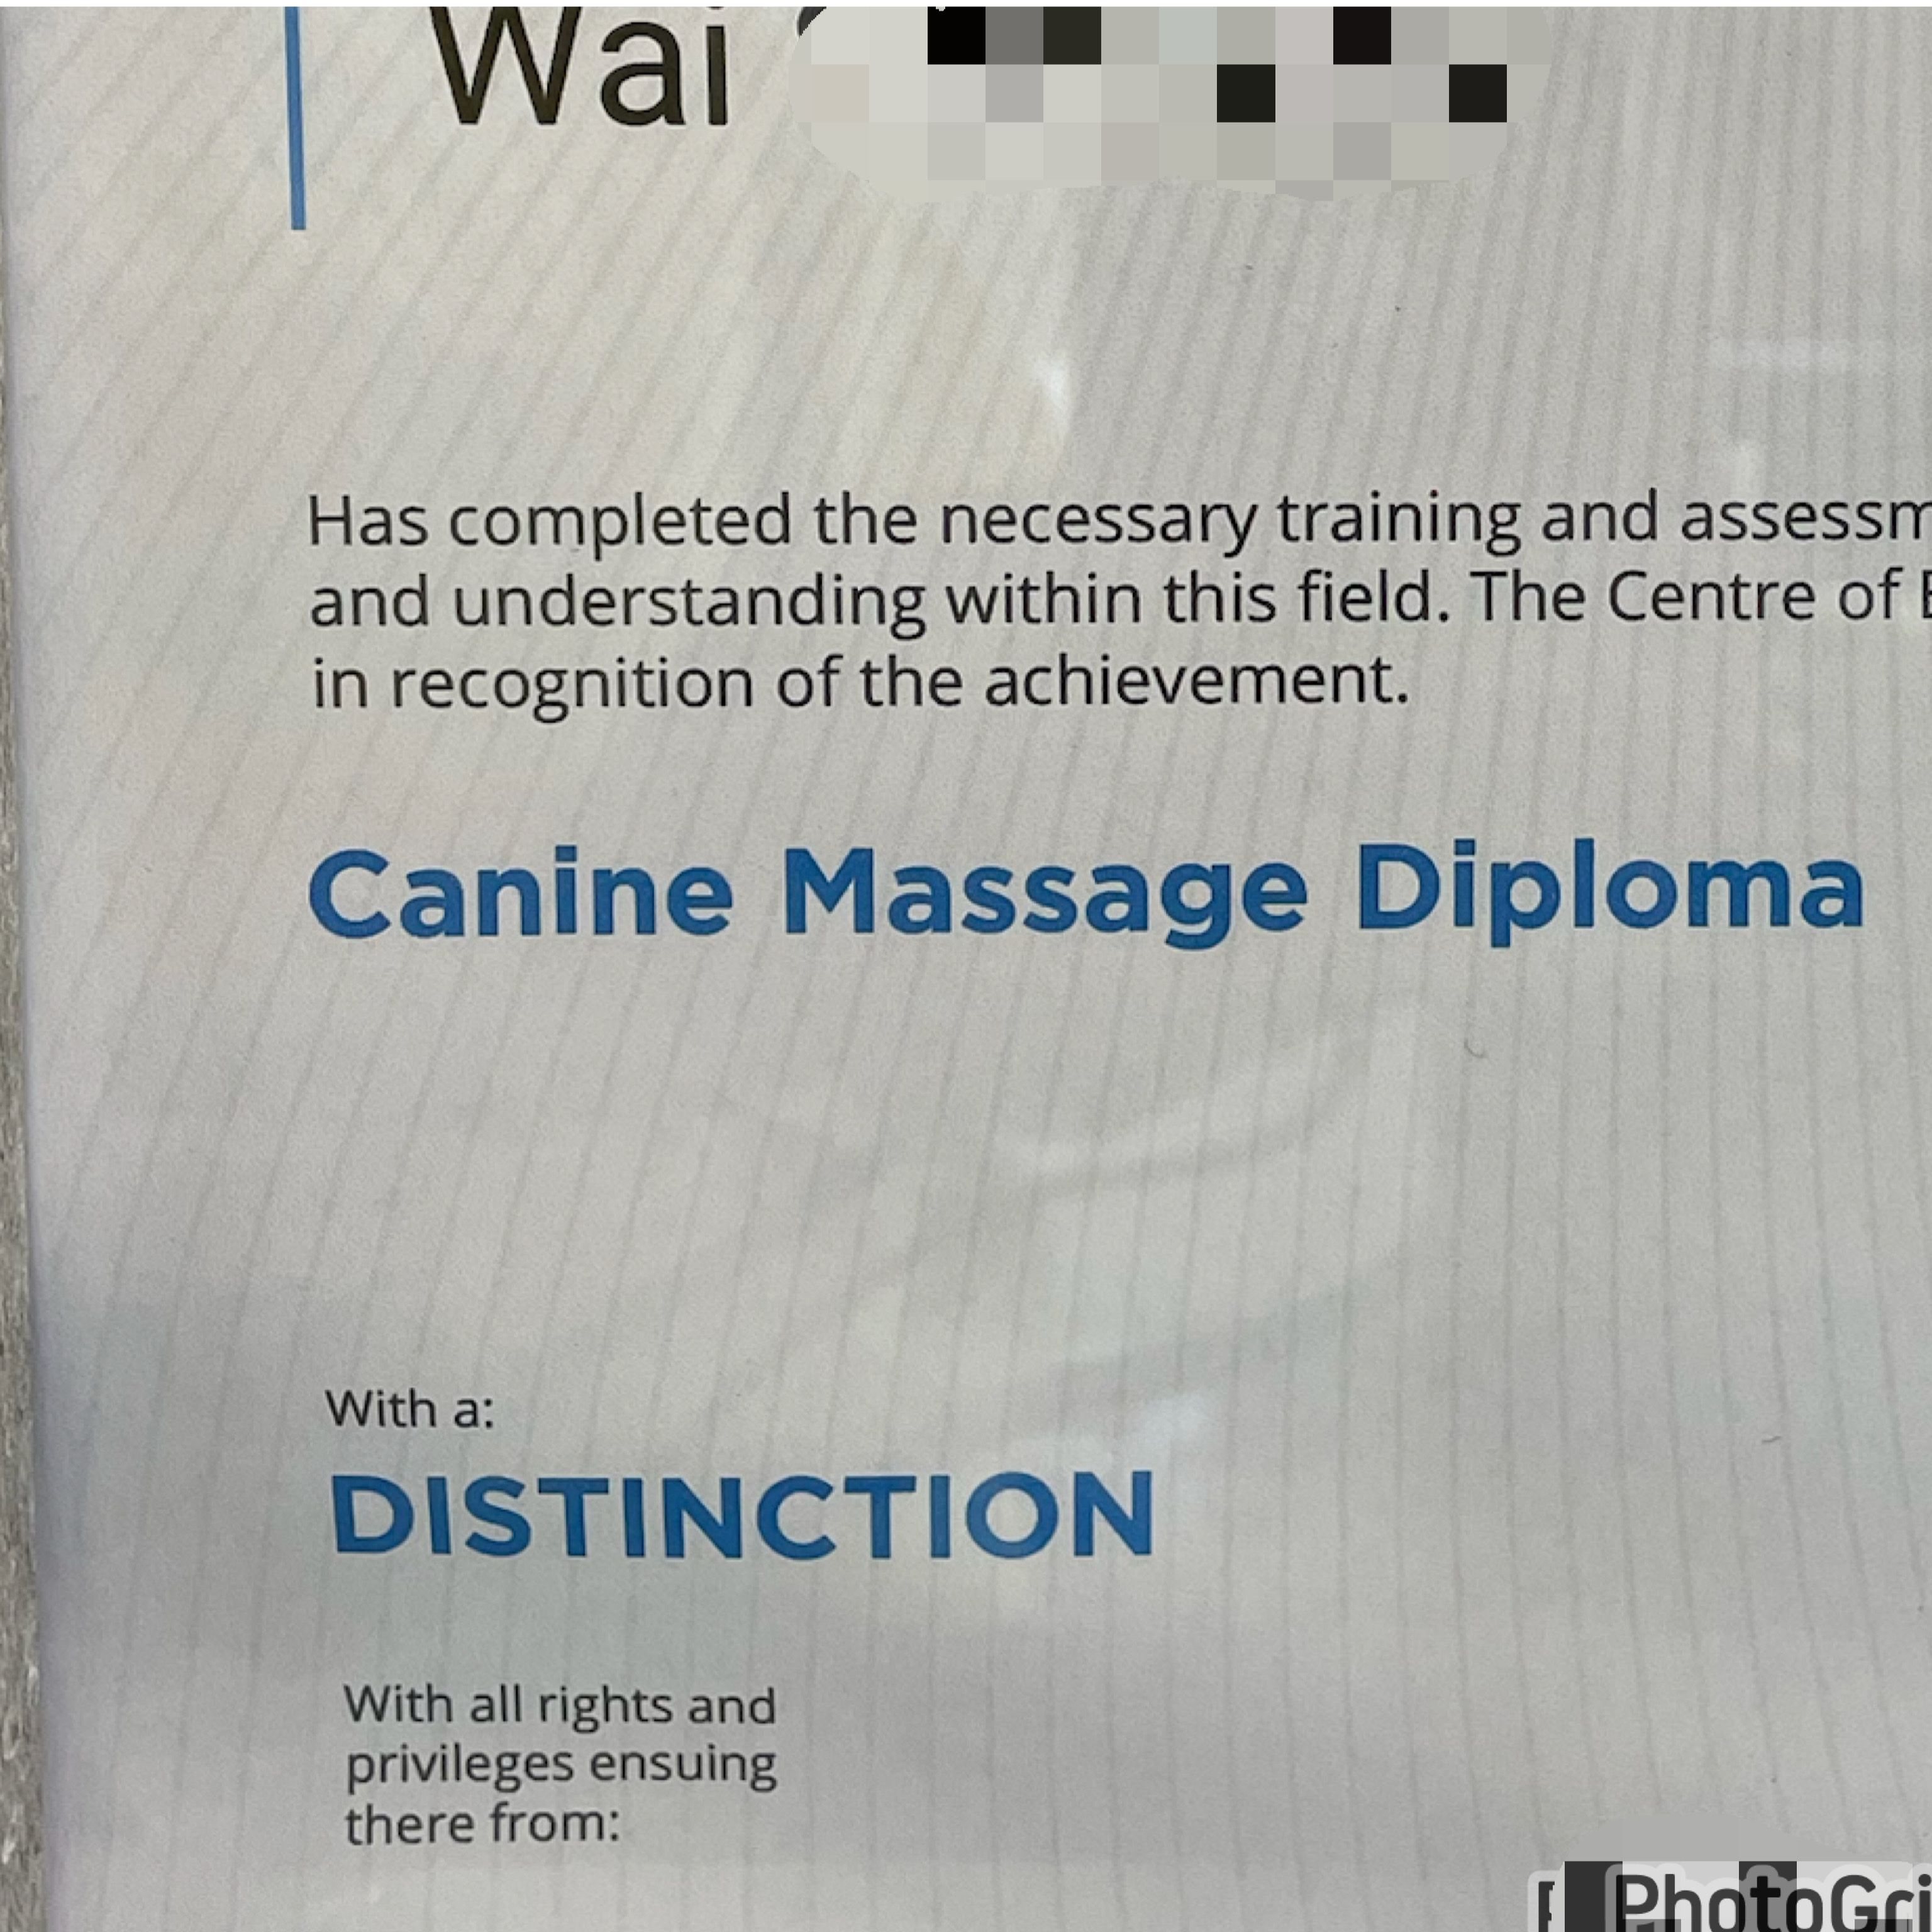 Wai
Has completed the necessary training and assessm
and understanding within this field. The Centre of
in recognition of the achievement.
Canine Massage Diploma
With a:
DISTINCTION
With all rights and
privileges ensuing
there from:
PhotoGri